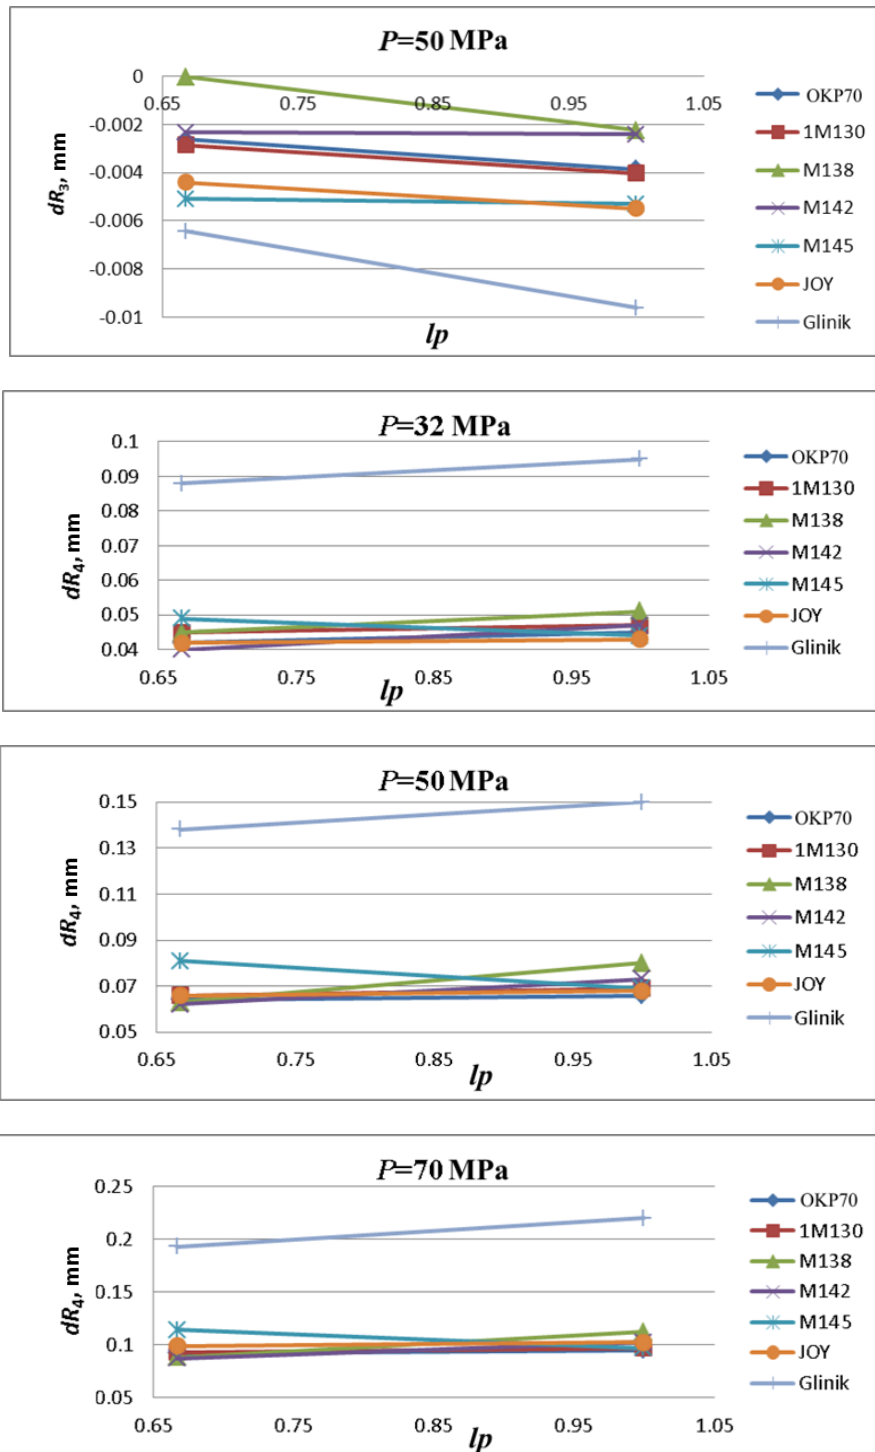 P=50 MPa
0
0.65 0.75 0.85 0.95 1.05
-0.002
-0.004
-0.006
-0.008
-0.01
dR3, mm
lp
OKP70
1M130
M138
M142
M145
JOY
Glinik
P=32 MPa
0.1
0.09
0.08
0.07
0.06
0.05
0.04
0.65 0.75 0.85 0.95 1.05
dR4, mm
lp
OKP70
1M130
M138
M142
M145
JOY
Glinik
P=50 MPa
0.15
0.13
0.11
0.09
0.07
0.05
0.65 0.75 0.85 0.95 1.05
dR4, mm
lp
OKP70
1M130
M138
M142
M145
JOY
Glinik
P=70 MPa
0.25
0.2
0.15
0.1
0.05
0.65 0.75 0.85 0.95 1.05
dR4, mm
lp
OKP70
1M130
M138
M142
M145
JOY
Glinik